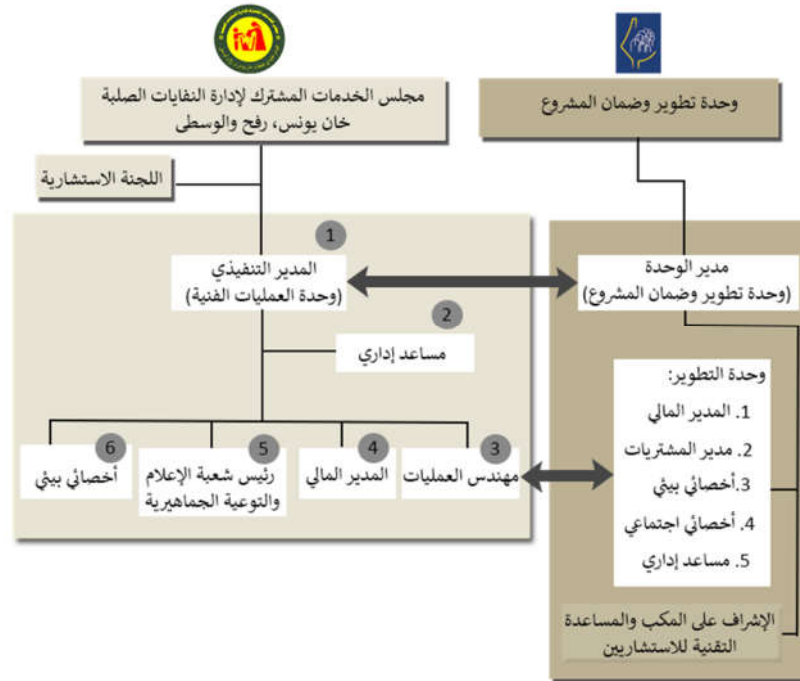 مجلس الخدمات المشترك لإدارة النفايات الصلبة
خان يونس، رفح والوسطى
وحدة تطوير وضمان المشروع
اللجنة الاستشارية
1
المدير التنفيذي
(وحدة العمليات الفنية)
مدير الوحدة
(وحدة تطوير وضمان المشروع)
2
مساعد إداري
وحدة التطوير:
1. المدير المالي
2. مدير المشتريات
3.أخصائي بيئي
4. أخصائي اجتماعي
5. مساعد إداري
3
مهندس العمليات
4
المدير المالي
5
رئيس شعبة الإعلام
والتوعية الجماهيرية
6
أخصائي بيئي
الإشراف على المكب والمساعدة
التقنية للاستشاريين